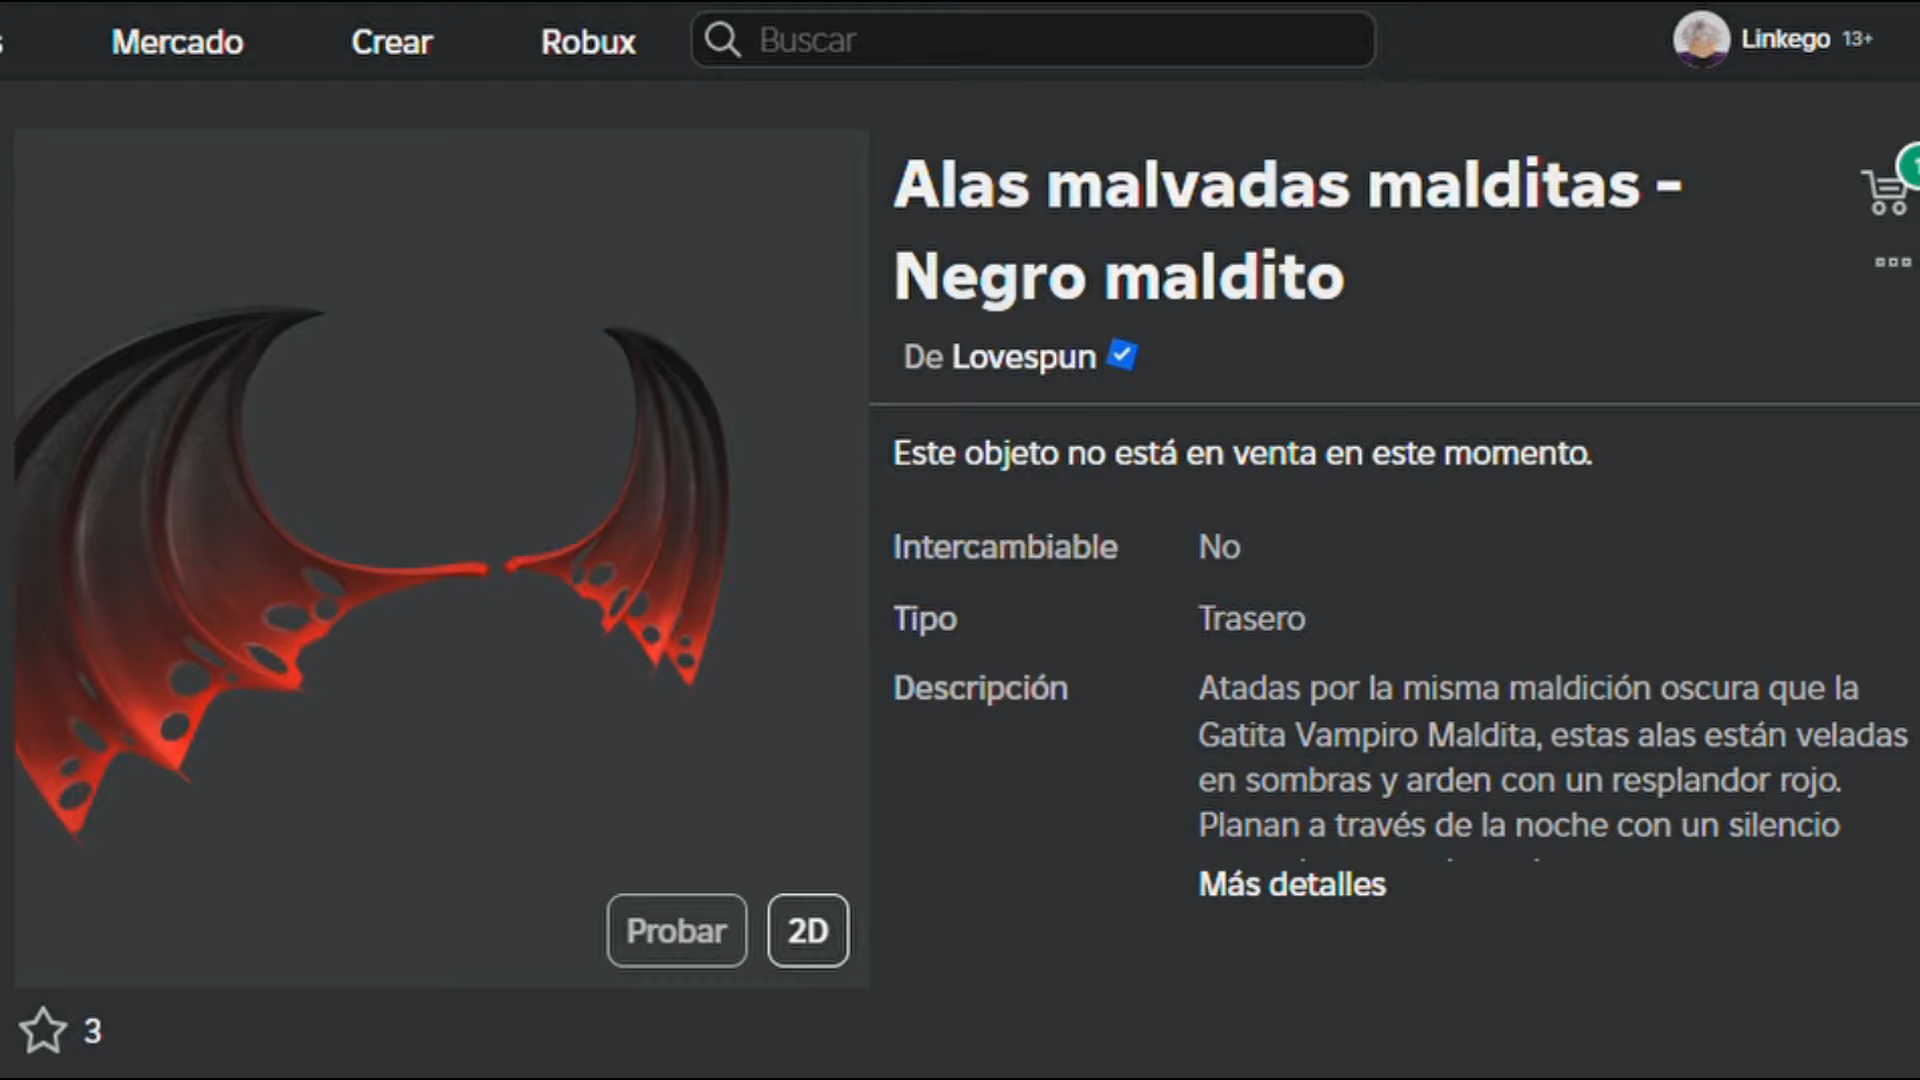 Mercado
Crear
Robux
Buscar
Linkego 13+
Alas malvadas malditas -
Negro maldito
De Lovespun
Este objeto no está en venta en este momento.
Intercambiable No
Tipo Trasero
Descripción Atadas por la misma maldición oscura que la
Gatita Vampiro Maldita, estas alas están veladas
en sombras y arden con un resplandor rojo.
Planan a través de la noche con un silencio
Más detalles
Probar
2D
3